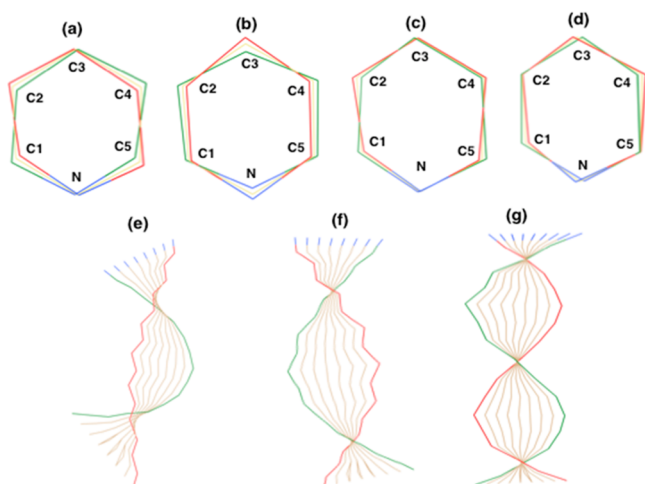 (a) (b) (c) (d)
C3 C3 C3 C3
C2 C4 C2 C4 C2 C4 C2 C4
C1 C5 C1 C5 C1 C5 C1 C5
N N N N
(e) (f) (g)